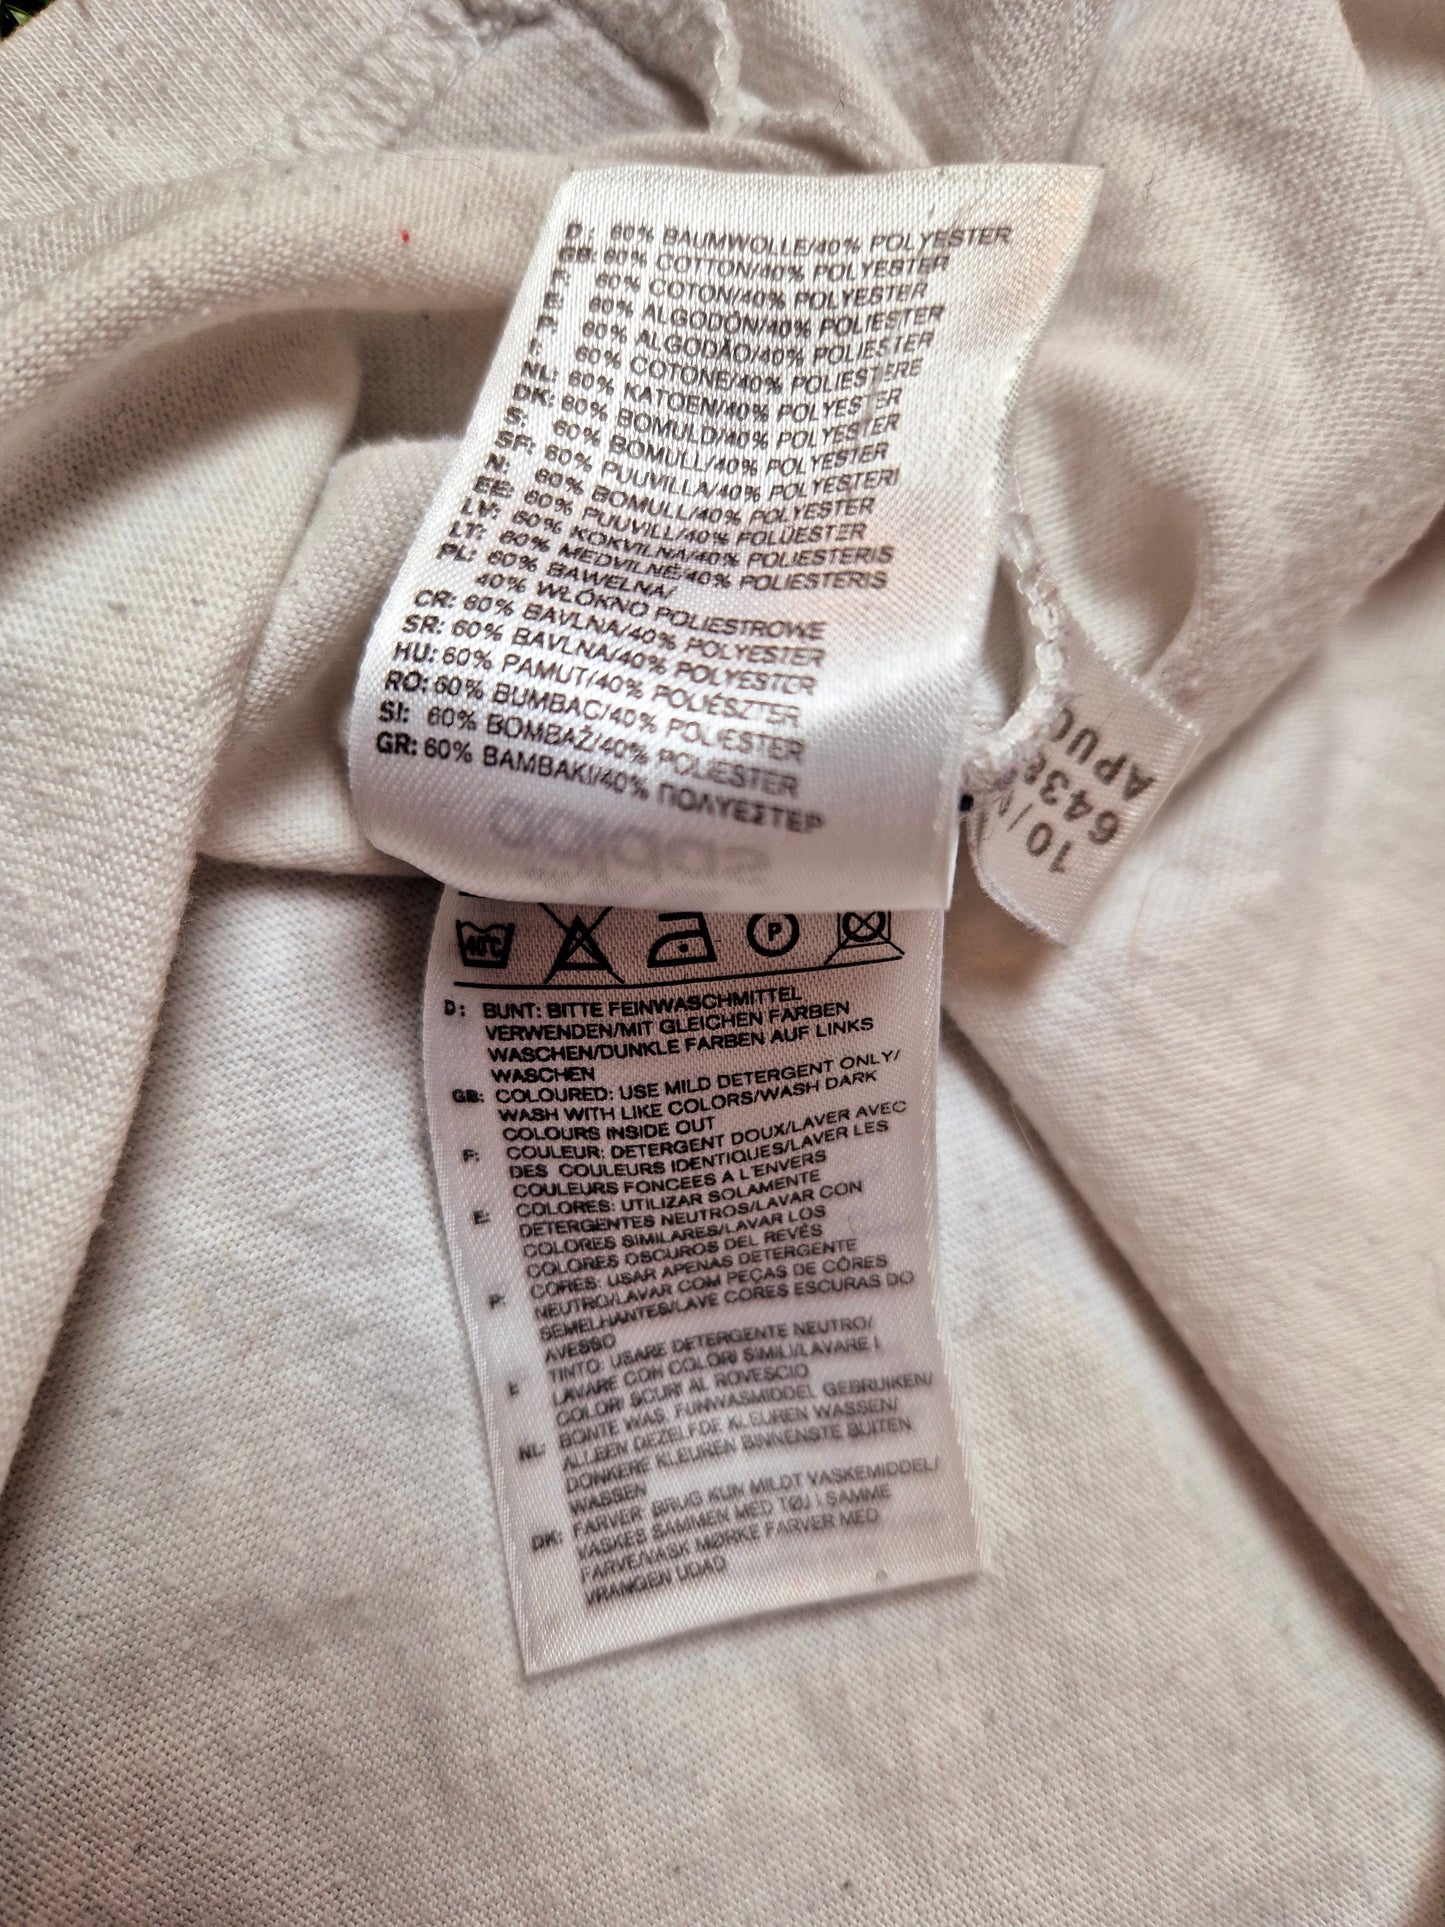 D: 60% BAUMWOLLE/40% POLYESTER
GB: 60% COTTON/40% POLYESTER
F: 60% COTON/40% POLYESTER
E: 60% ALGODÓN/40% POLIESTER
P: 60% ALGODÃO/40% POLIESTER
I: 60% COTONE/40% POLIESTERE
NL: 60% KATOEN/40% POLYESTER
DK: 60% BOMULD/40% POLYESTER
S: 60% BOMULL/40% POLYESTER
SF: 60% PUUVILLA/40% POLYESTERI
N: 60% BOMULL/40% POLYESTER
EE: 60% PUUVILL/40% POLÜESTER
LV: 60% KOKVILNA/40% POLIESTERIS
LT: 60% MEDVILNĖ/40% POLIESTERIS
PL: 60% BAWELNA/
40% WŁÓKNO POLIESTROWE
CR: 60% BAVLNA/40% POLYESTER
SR: 60% BAVLNA/40% POLYESTER
HU: 60% PAMUT/40% POLIÉSZTER
RO: 60% BUMBAC/40% POLIESTER
SI: 60% BOMBAŽ/40% POLIESTER
GR: 60% BAMBAKI/40% ΠΟΛΥΕΣΤΕΡ
adidas
10/
6438
APUO
40°C
P
D: BUNT: BITTE FEINWASCHMITTEL
VERWENDEN/MIT GLEICHEN FARBEN
WASCHEN/DUNKLE FARBEN AUF LINKS
WASCHEN
GB: COLOURED: USE MILD DETERGENT ONLY/
WASH WITH LIKE COLORS/WASH DARK
COLOURS INSIDE OUT
F: COULEUR: DETERGENT DOUX/LAVER AVEC
DES COULEURS IDENTIQUES/LAVER LES
COULEURS FONCEES A L'ENVERS
E: COLORES: UTILIZAR SOLAMENTE
DETERGENTES NEUTROS/LAVAR CON
COLORES SIMILARES/LAVAR LOS
COLORES OSCUROS DEL REVÉS
P: CORES: USAR APENAS DETERGENTE
NEUTRO/LAVAR COM PEÇAS DE CÔRES
SEMELHANTES/LAVE CORES ESCURAS DO
AVESSO
I: TINTO: USARE DETERGENTE NEUTRO/
LAVARE CON COLORI SIMILI/LAVARE I
COLORI SCURI AL ROVESCIO
NL: BONTE WAS: FIJNWASMIDDEL GEBRUIKEN/
ALLEEN DEZELFDE KLEUREN WASSEN/
DONKERE KLEUREN BINNENSTE BUITEN
WASSEN
DK: FARVER: BRUG KUN MILDT VASKEMIDDEL/
VASKES SAMMEN MED TØJ I SAMME
FARVE/VASK MØRKE FARVER MED
VRANGEN UDAD